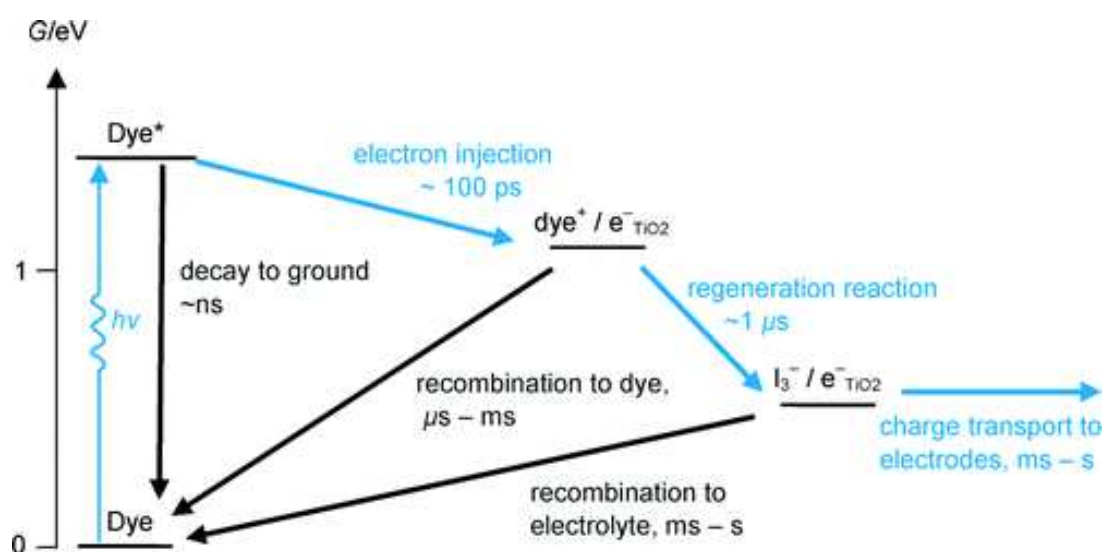 G/eV
Dye*
electron injection
~ 100 ps
dye⁺ / e⁻TiO2
1
decay to ground
~ns
hν
regeneration reaction
~1 μs
recombination to dye,
μs – ms
I₃⁻ / e⁻TiO2
charge transport to
electrodes, ms – s
recombination to
electrolyte, ms – s
Dye
0